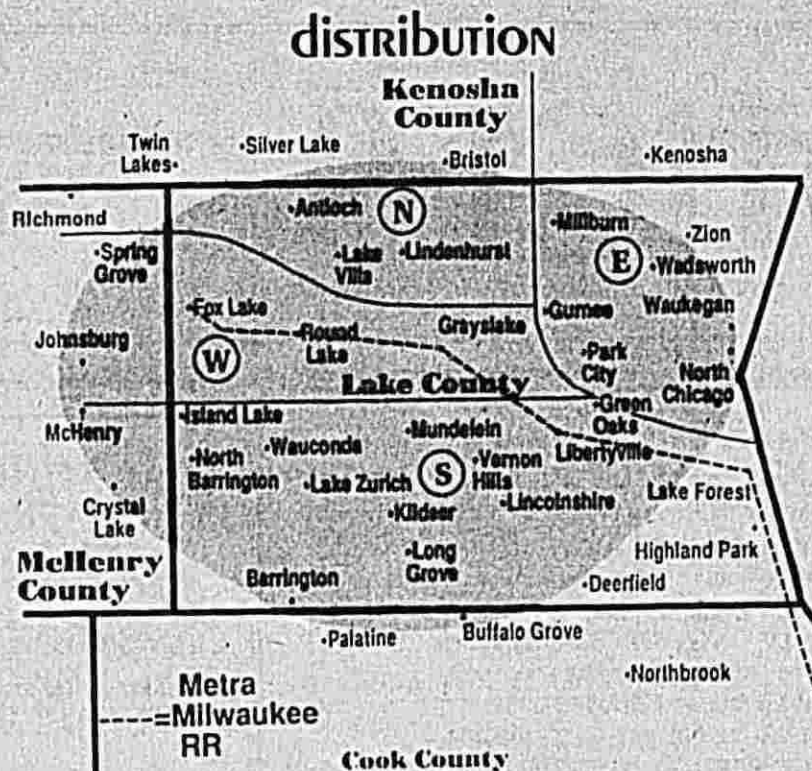 distribution
Kenosha
County
Twin
Lakes
Silver Lake
Bristol
Kenosha
Richmond
Antioch
N
Millburn
Zion
Spring
Grove
Lake
Villa
Lindenhurst
E
Wadsworth
Fox Lake
Grayslake
Gurnee
Waukegan
Johnsburg
Round
Lake
W
Park
City
North
Chicago
Lake County
McHenry
Island Lake
Green
Oaks
Mundelein
Wauconda
North
Barrington
Lake Zurich
S
Vernon
Hills
Libertyville
Crystal
Lake
Kildeer
Lincolnshire
Lake Forest
McHenry
County
Long
Grove
Highland Park
Barrington
Deerfield
Palatine
Buffalo Grove
Northbrook
Metra
----=Milwaukee
RR
Cook County